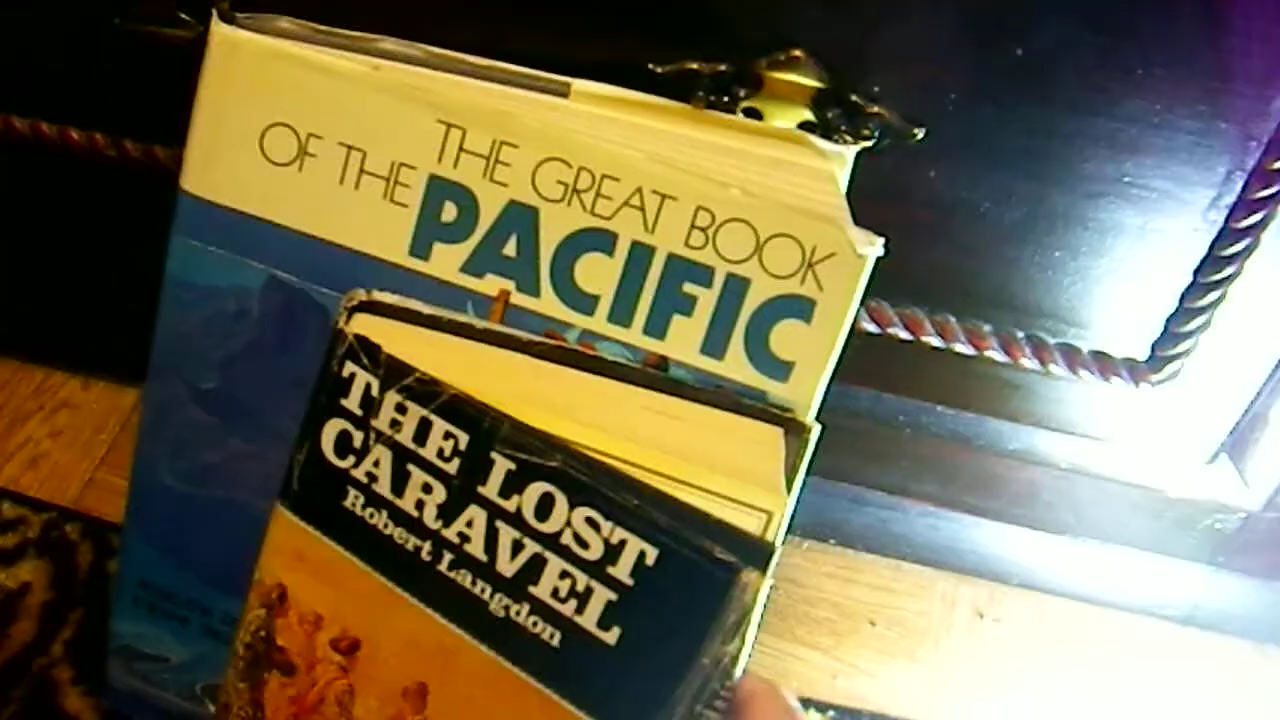 THE GREAT BOOK
OF THE PACIFIC
THE LOST
CARAVEL
Robert Langdon